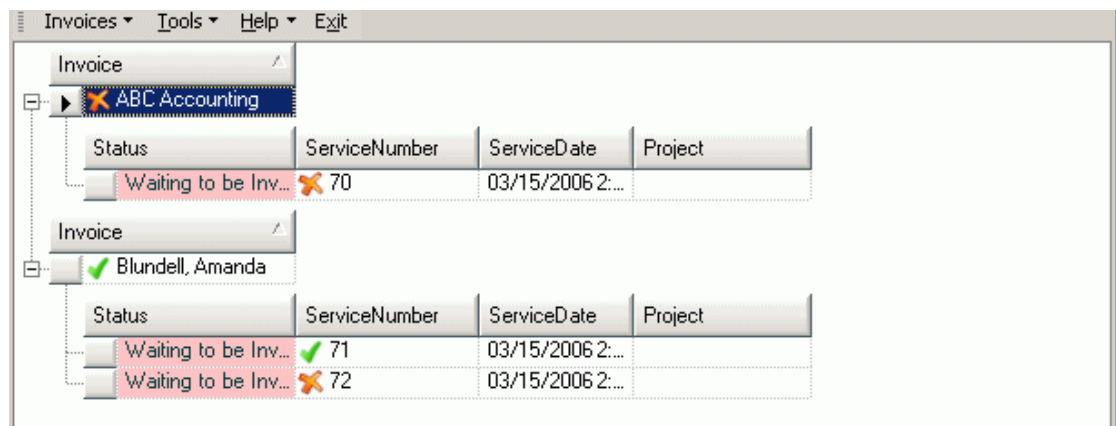 Invoices Tools Help Exit
Invoice
ABC Accounting
Status ServiceNumber ServiceDate Project
Waiting to be Inv... 70 03/15/2006 2:...
Invoice
Blundell, Amanda
Status ServiceNumber ServiceDate Project
Waiting to be Inv... 71 03/15/2006 2:...
Waiting to be Inv... 72 03/15/2006 2:...